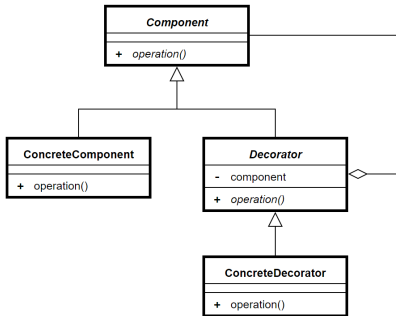 Component
+ operation()
ConcreteComponent
+ operation()
Decorator
- component
+ operation()
ConcreteDecorator
+ operation()